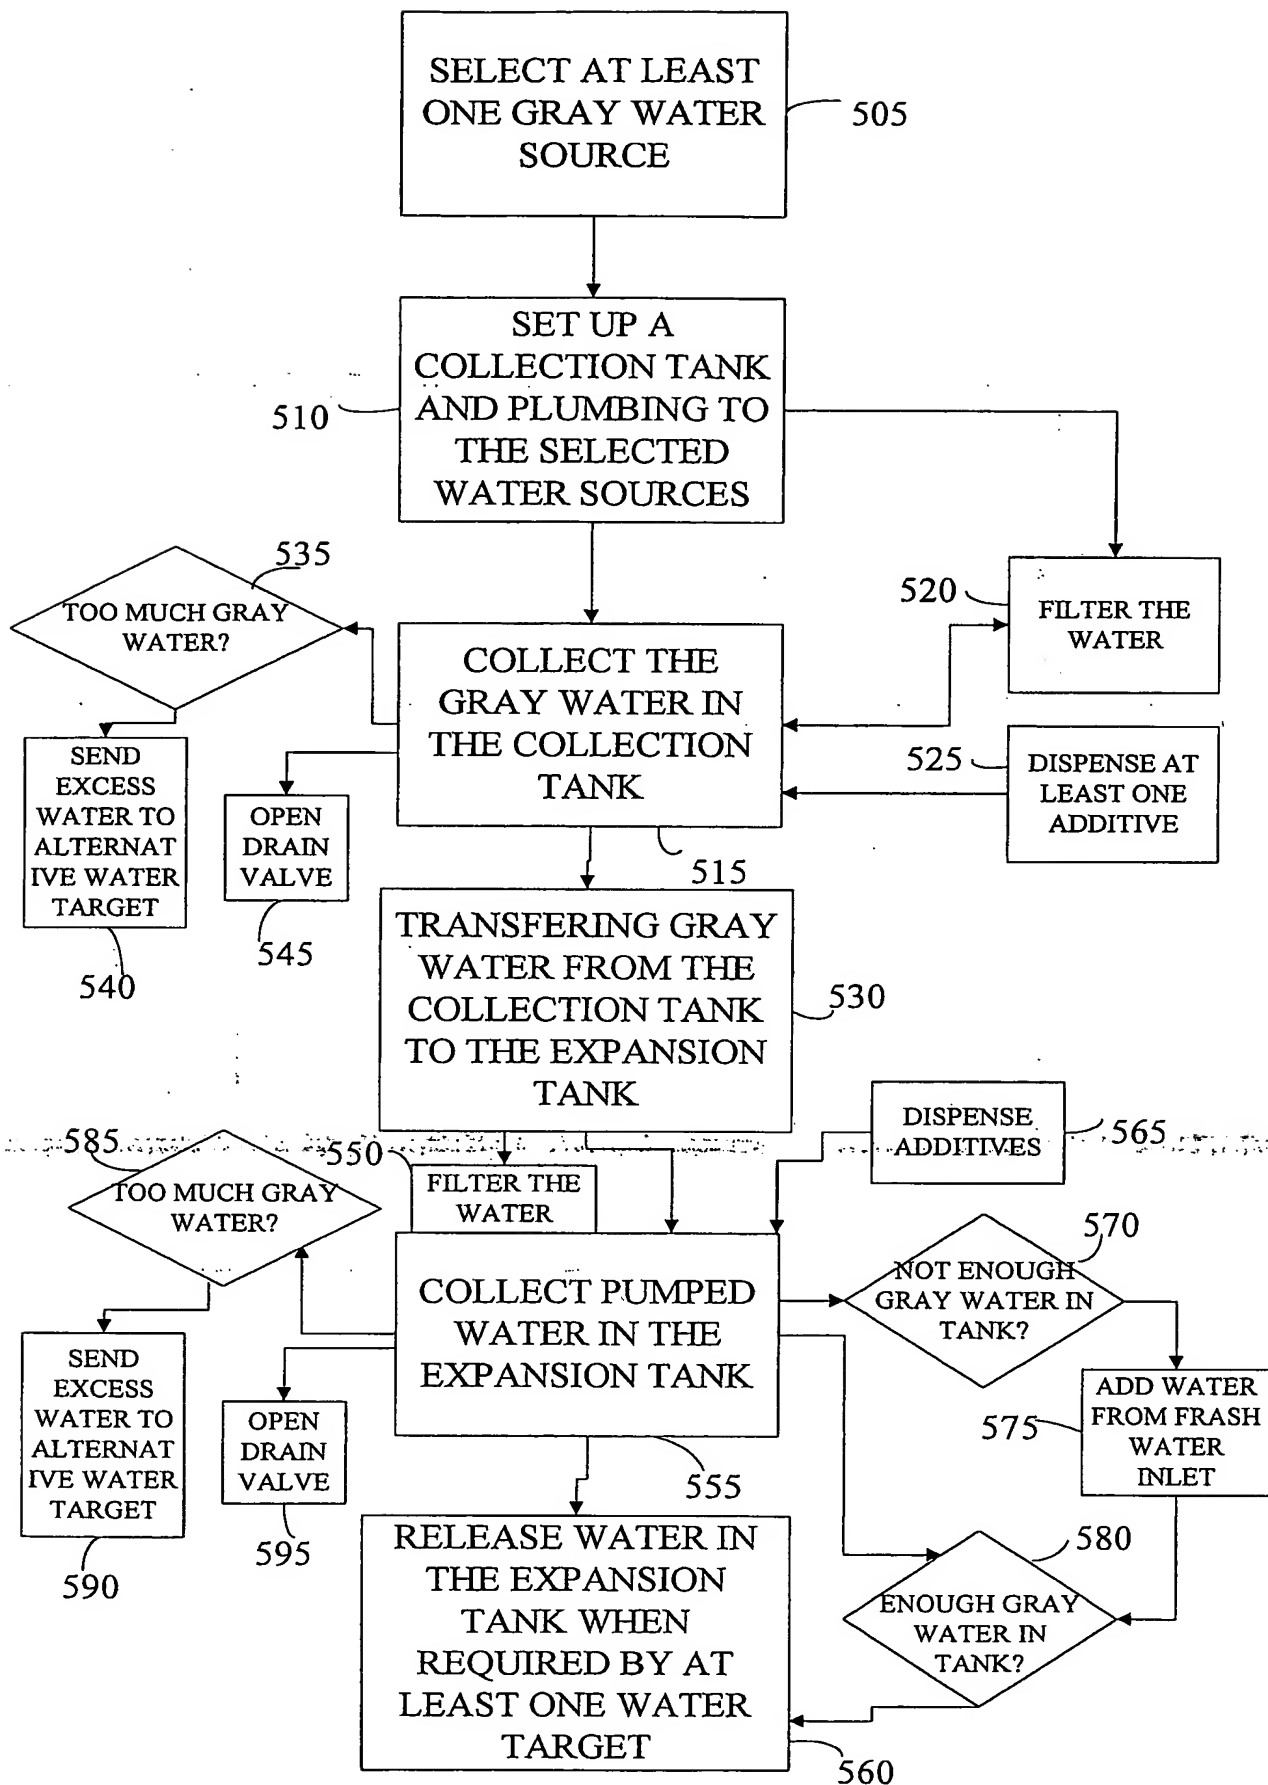 SELECT AT LEAST
ONE GRAY WATER
SOURCE
505
SET UP A
COLLECTION TANK
AND PLUMBING TO
THE SELECTED
WATER SOURCES
510
535
TOO MUCH GRAY
WATER?
520
FILTER THE
WATER
COLLECT THE
GRAY WATER IN
THE COLLECTION
TANK
515
525
DISPENSE AT
LEAST ONE
ADDITIVE
SEND
EXCESS
WATER TO
ALTERNAT
IVE WATER
TARGET
540
OPEN
DRAIN
VALVE
545
TRANSFERING GRAY
WATER FROM THE
COLLECTION TANK
TO THE EXPANSION
TANK
530
DISPENSE
ADDITIVES
565
585
TOO MUCH GRAY
WATER?
550
FILTER THE
WATER
COLLECT PUMPED
WATER IN THE
EXPANSION TANK
555
570
NOT ENOUGH
GRAY WATER IN
TANK?
ADD WATER
FROM FRASH
WATER
INLET
575
SEND
EXCESS
WATER TO
ALTERNAT
IVE WATER
TARGET
590
OPEN
DRAIN
VALVE
595
580
ENOUGH GRAY
WATER IN
TANK?
RELEASE WATER IN
THE EXPANSION
TANK WHEN
REQUIRED BY AT
LEAST ONE WATER
TARGET
560